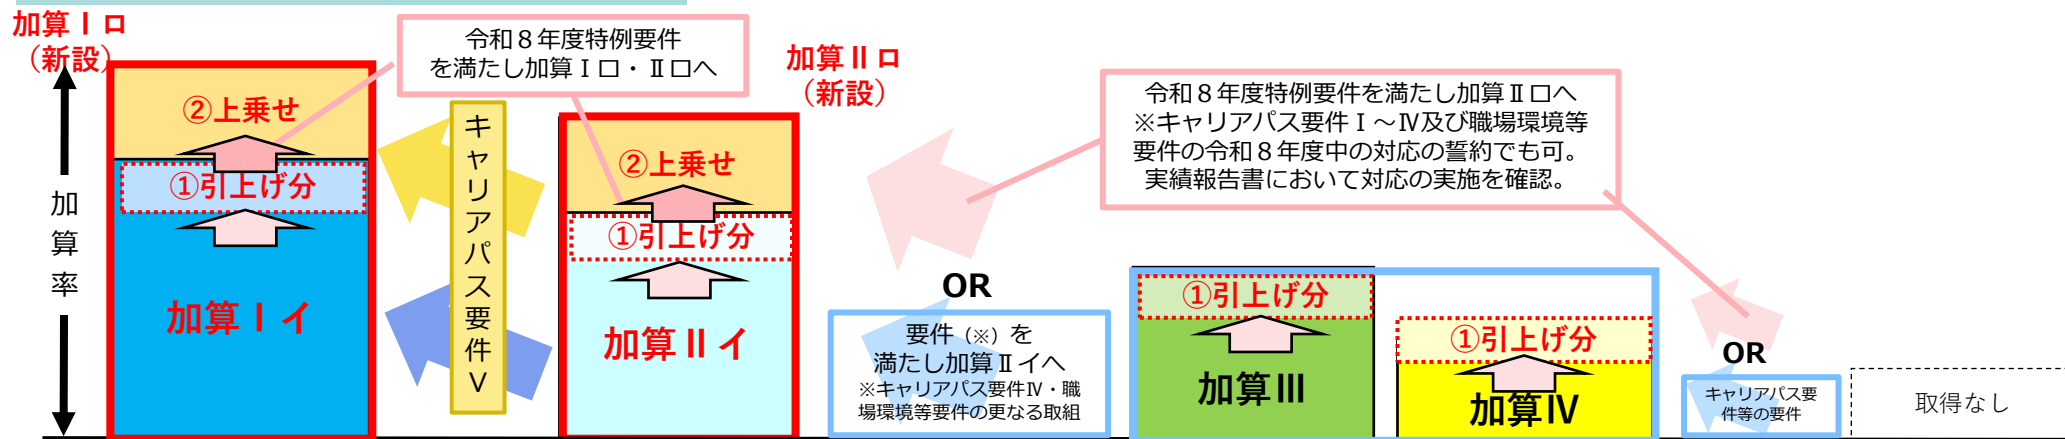 加算Ⅰロ
（新設）
加算率
②上乗せ
①引上げ分
加算Ⅰイ
令和８年度特例要件
を満たし加算Ⅰロ・Ⅱロへ
キャリアパス要件Ⅴ
加算Ⅱロ
（新設）
②上乗せ
①引上げ分
加算Ⅱイ
令和８年度特例要件を満たし加算Ⅱロへ
※キャリアパス要件Ⅰ～Ⅳ及び職場環境等
要件の令和８年度中の対応の誓約でも可。
実績報告書において対応の実施を確認。
OR
要件（※）を
満たし加算Ⅱイへ
※キャリアパス要件Ⅳ・職
場環境等要件の更なる取組
①引上げ分
加算Ⅲ
①引上げ分
加算Ⅳ
OR
キャリアパス要
件等の要件
取得なし